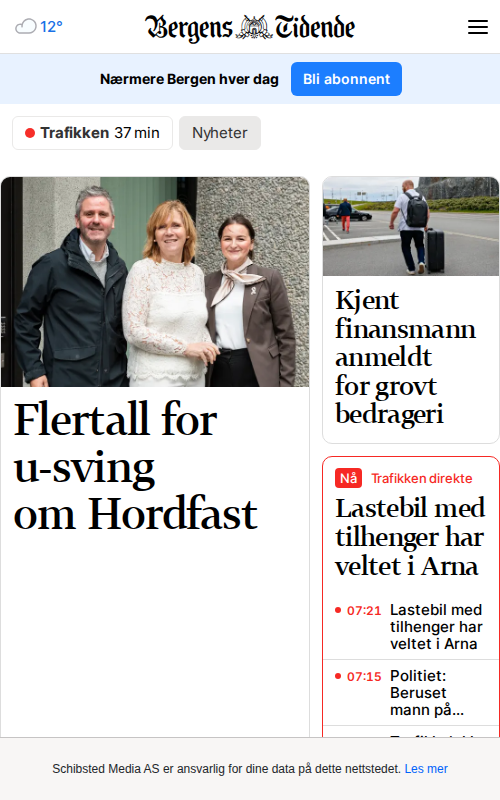 12°
Bergens Tidende
Nærmere Bergen hver dag
Bli abonnent
Trafikken 37 min
Nyheter
Flertall for
u-sving
om Hordfast
Kjent
finansmann
anmeldt
for grovt
bedrageri
Nå Trafikken direkte
Lastebil med
tilhenger har
veltet i Arna
07:21 Lastebil med
tilhenger har
veltet i Arna
07:15 Politiet:
Beruset
mann på...
Schibsted Media AS er ansvarlig for dine data på dette nettstedet. Les mer